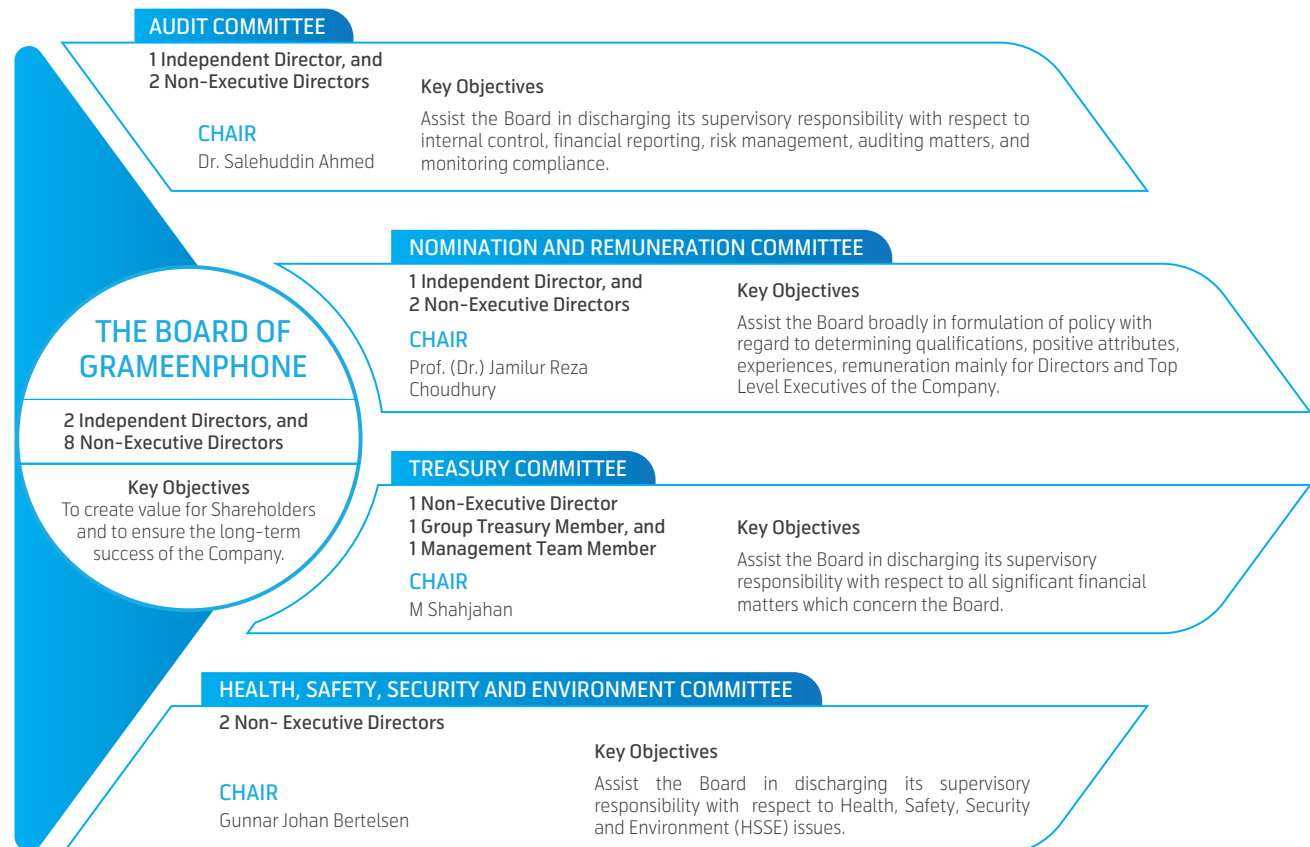 AUDIT COMMITTEE
1 Independent Director, and
2 Non-Executive Directors
CHAIR
Dr. Salehuddin Ahmed
Key Objectives
Assist the Board in discharging its supervisory responsibility with respect to
internal control, financial reporting, risk management, auditing matters, and
monitoring compliance.
THE BOARD OF
GRAMEENPHONE
2 Independent Directors, and
8 Non-Executive Directors
Key Objectives
To create value for Shareholders
and to ensure the long-term
success of the Company.
NOMINATION AND REMUNERATION COMMITTEE
1 Independent Director, and
2 Non-Executive Directors
CHAIR
Prof. (Dr.) Jamilur Reza
Choudhury
Key Objectives
Assist the Board broadly in formulation of policy with
regard to determining qualifications, positive attributes,
experiences, remuneration mainly for Directors and Top
Level Executives of the Company.
TREASURY COMMITTEE
1 Non-Executive Director
1 Group Treasury Member, and
1 Management Team Member
CHAIR
M Shahjahan
Key Objectives
Assist the Board in discharging its supervisory
responsibility with respect to all significant financial
matters which concern the Board.
HEALTH, SAFETY, SECURITY AND ENVIRONMENT COMMITTEE
2 Non- Executive Directors
CHAIR
Gunnar Johan Bertelsen
Key Objectives
Assist the Board in discharging its supervisory
responsibility with respect to Health, Safety, Security
and Environment (HSSE) issues.